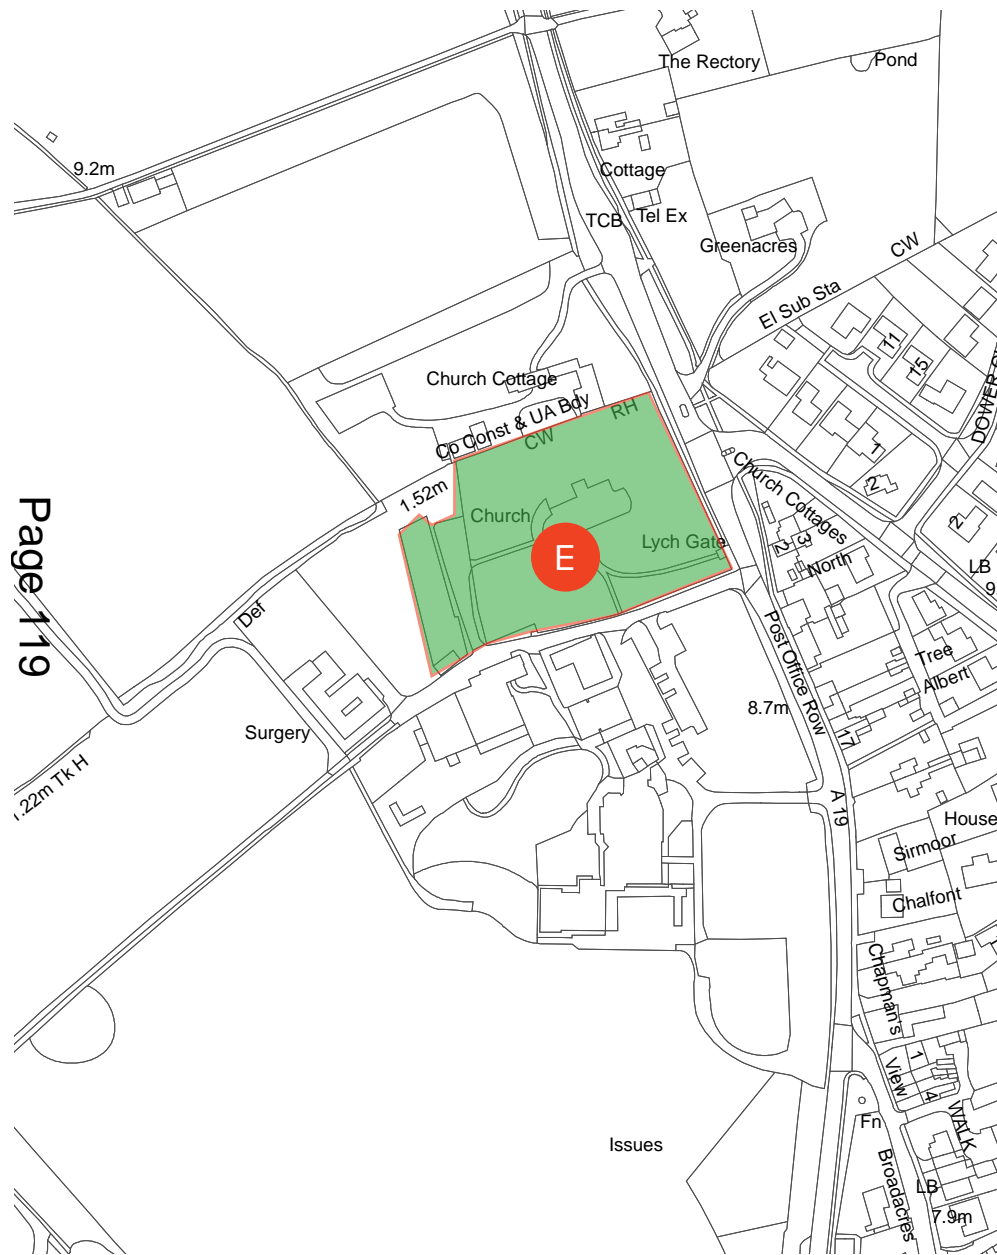 The Rectory
Pond
9.2m
Cottage
TCB
Tel Ex
Greenacres
CW
El Sub Sta
11
15
Church Cottage
Co Const & UA Bdy
CW
RH
1
2
2
1.52m
Church
Lych Gate
E
Church Cottages
2
3
North
LB
9
Page 119
Def
Surgery
Post Office Row
8.7m
Tree
Albert
17
1.22m Tk H
A 19
House
Sirmoor
Chalfont
Chapman's
View
1
4
WALK
Fn
Issues
Broadacres
LB
7.9m